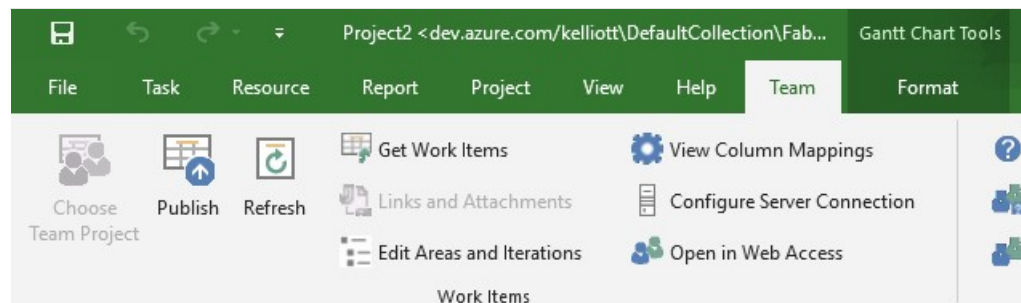 Project2 <dev.azure.com/kelliott\DefaultCollection\Fab... Gantt Chart Tools
File Task Resource Report Project View Help Team Format
Choose Team Project
Publish
Refresh
Get Work Items
Links and Attachments
Edit Areas and Iterations
View Column Mappings
Configure Server Connection
Open in Web Access
Work Items